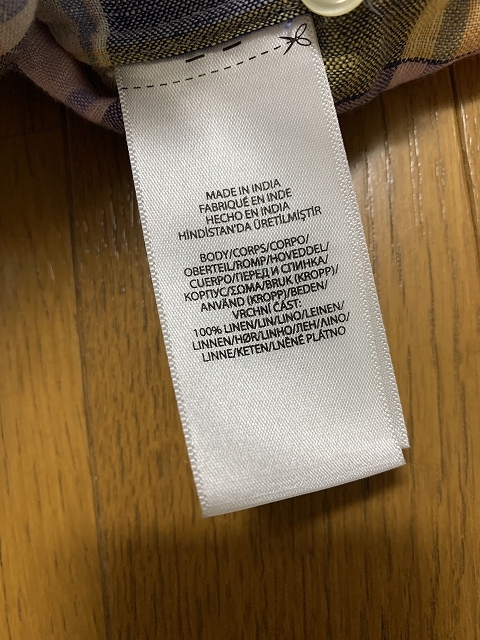 MADE IN INDIA
FABRIQUÉ EN INDE
HECHO EN INDIA
HİNDİSTAN'DA ÜRETİLMİŞTİR
BODY/CORPS/CORPO/
OBERTEIL/ROMP/HOVEDDEL/
CUERPO/ПЕРЕД И СПИНКА/
КОРПУС/ΣΩΜΑ/BRUK (KROPP)/
ANVÄND (KROPP)/BEDEN/
VRCHNÍ ČÁST:
100% LINEN/LIN/LINO/LEINEN/
LINNEN/HØR/LINHO/ЛЕН/ΛΙΝΟ/
LINNE/KETEN/LNĚNÉ PLÁTNO